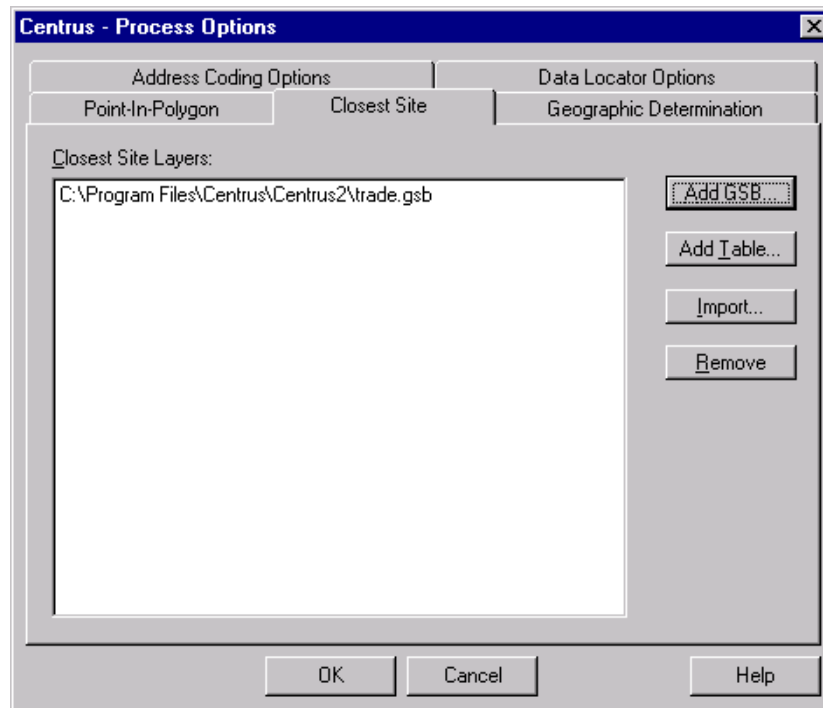 Centrus - Process Options
Address Coding Options
Data Locator Options
Point-In-Polygon
Closest Site
Geographic Determination
Closest Site Layers:
C:\Program Files\Centrus\Centrus2\trade.gsb
Add GSB...
Add Table...
Import...
Remove
OK
Cancel
Help